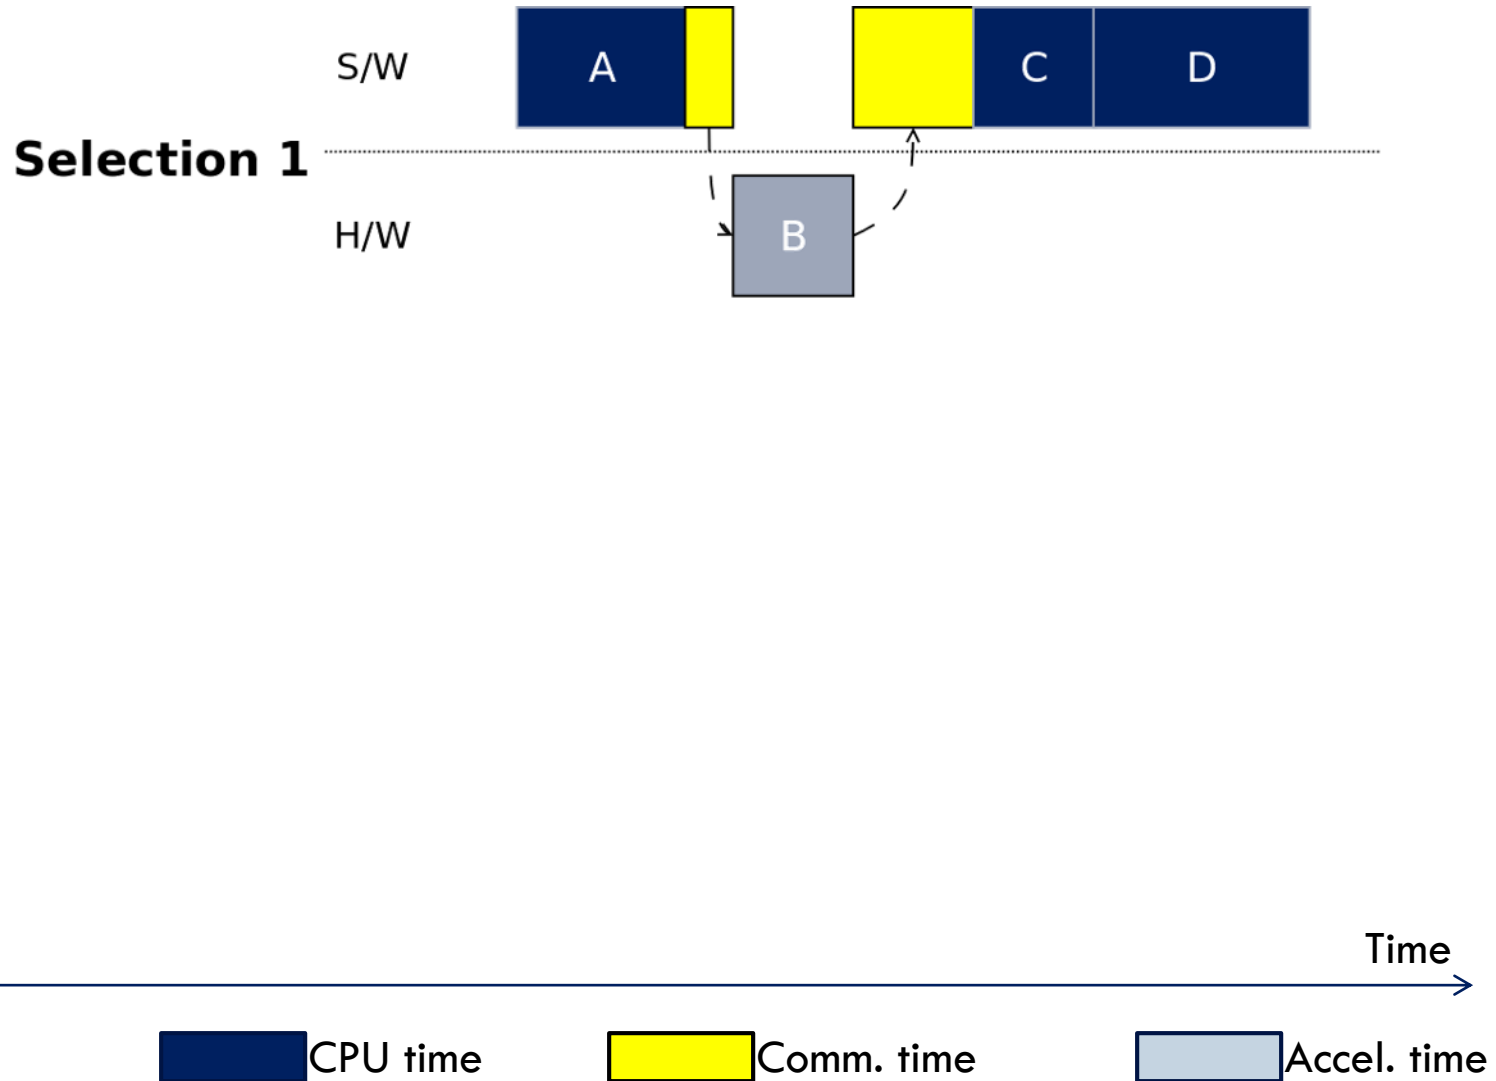 S/W
A
C
D
Selection 1
H/W
B
Time
CPU time
Comm. time
Accel. time